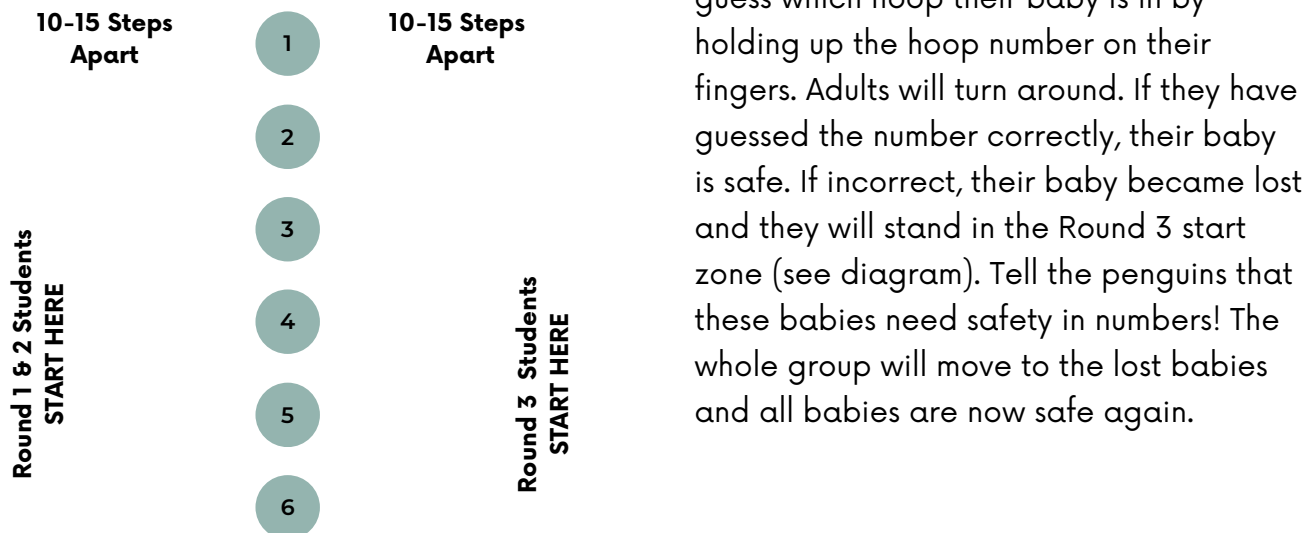 10-15 Steps
Apart
10-15 Steps
Apart
1
2
3
4
5
6
Round 1 & 2 Students
START HERE
Round 3 Students
START HERE
guess which hoop their baby is in by
holding up the hoop number on their
fingers. Adults will turn around. If they have
guessed the number correctly, their baby
is safe. If incorrect, their baby became lost
and they will stand in the Round 3 start
zone (see diagram). Tell the penguins that
these babies need safety in numbers! The
whole group will move to the lost babies
and all babies are now safe again.